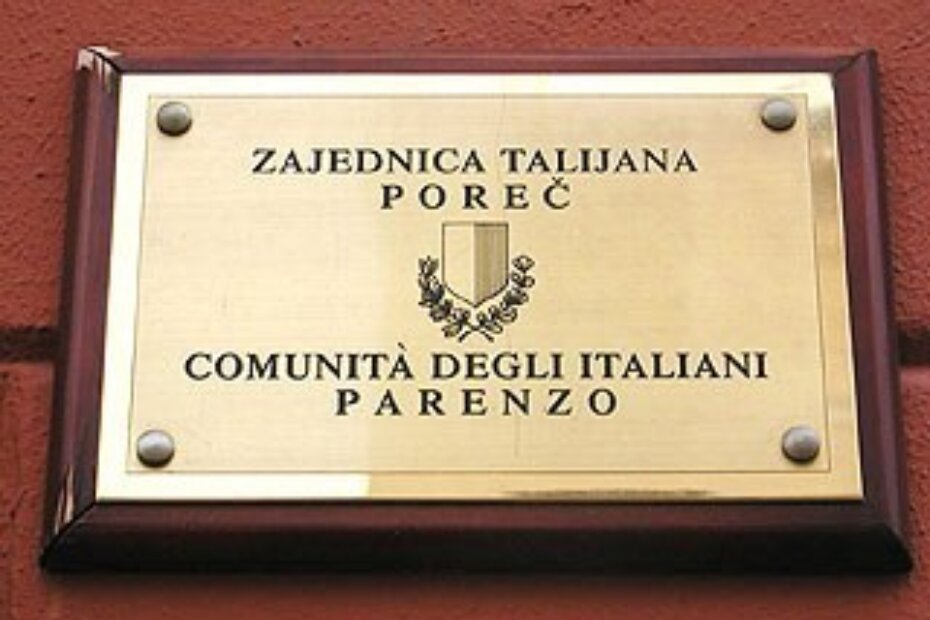 ZAJEDNICA TALIJANA
POREČ
COMUNITÀ DEGLI ITALIANI
PARENZO